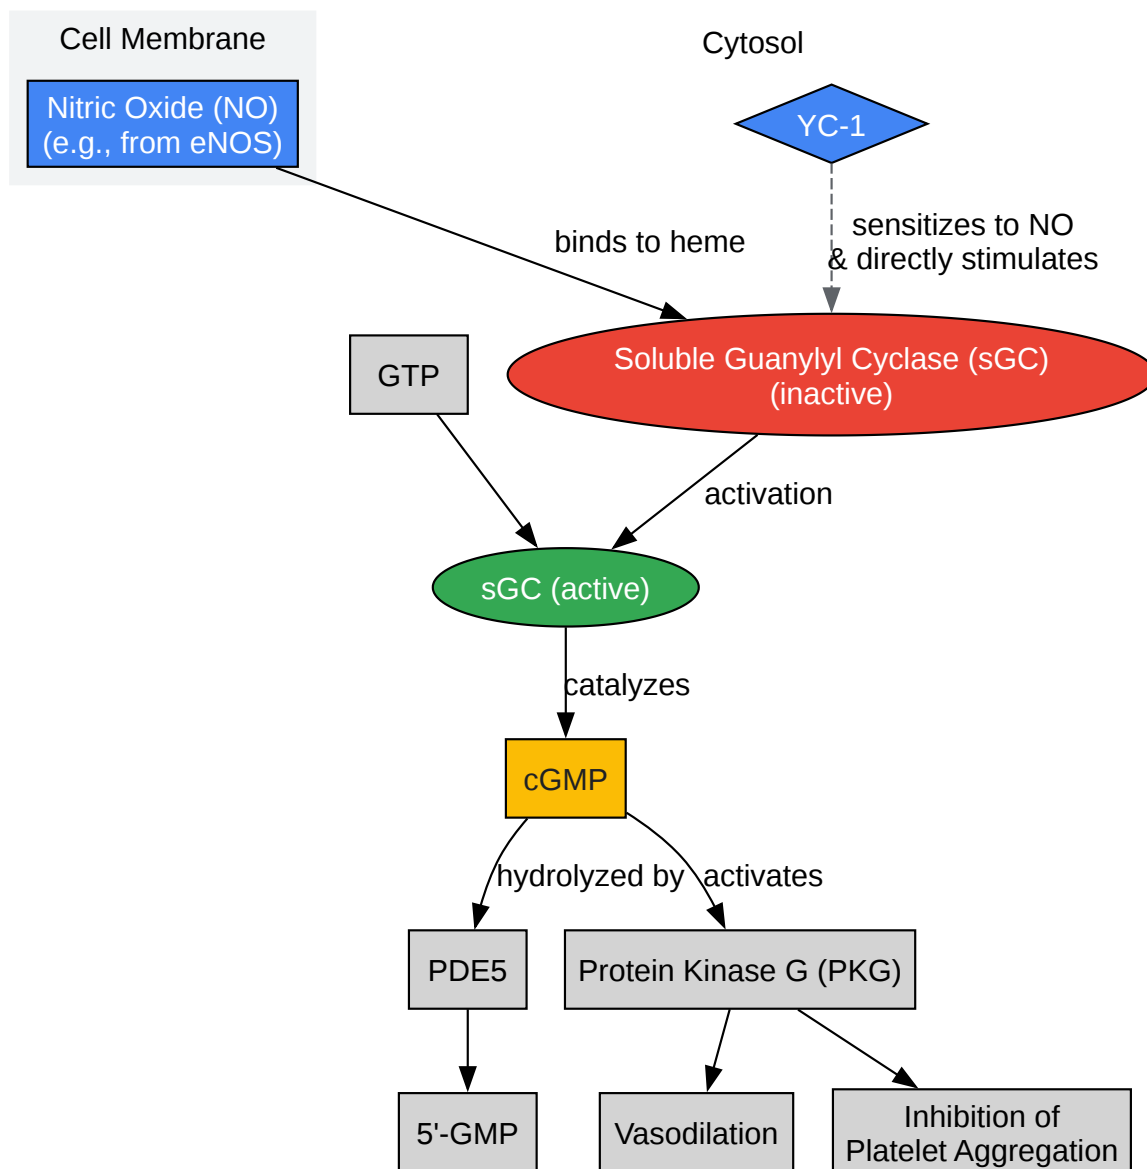 Cell Membrane
Cytosol
Nitric Oxide (NO)
(e.g., from eNOS)
YC-1
binds to heme
sensitizes to NO
& directly stimulates
GTP
Soluble Guanylyl Cyclase (sGC)
(inactive)
activation
sGC (active)
catalyzes
cGMP
hydrolyzed by
activates
PDE5
Protein Kinase G (PKG)
5'-GMP
Vasodilation
Inhibition of
Platelet Aggregation